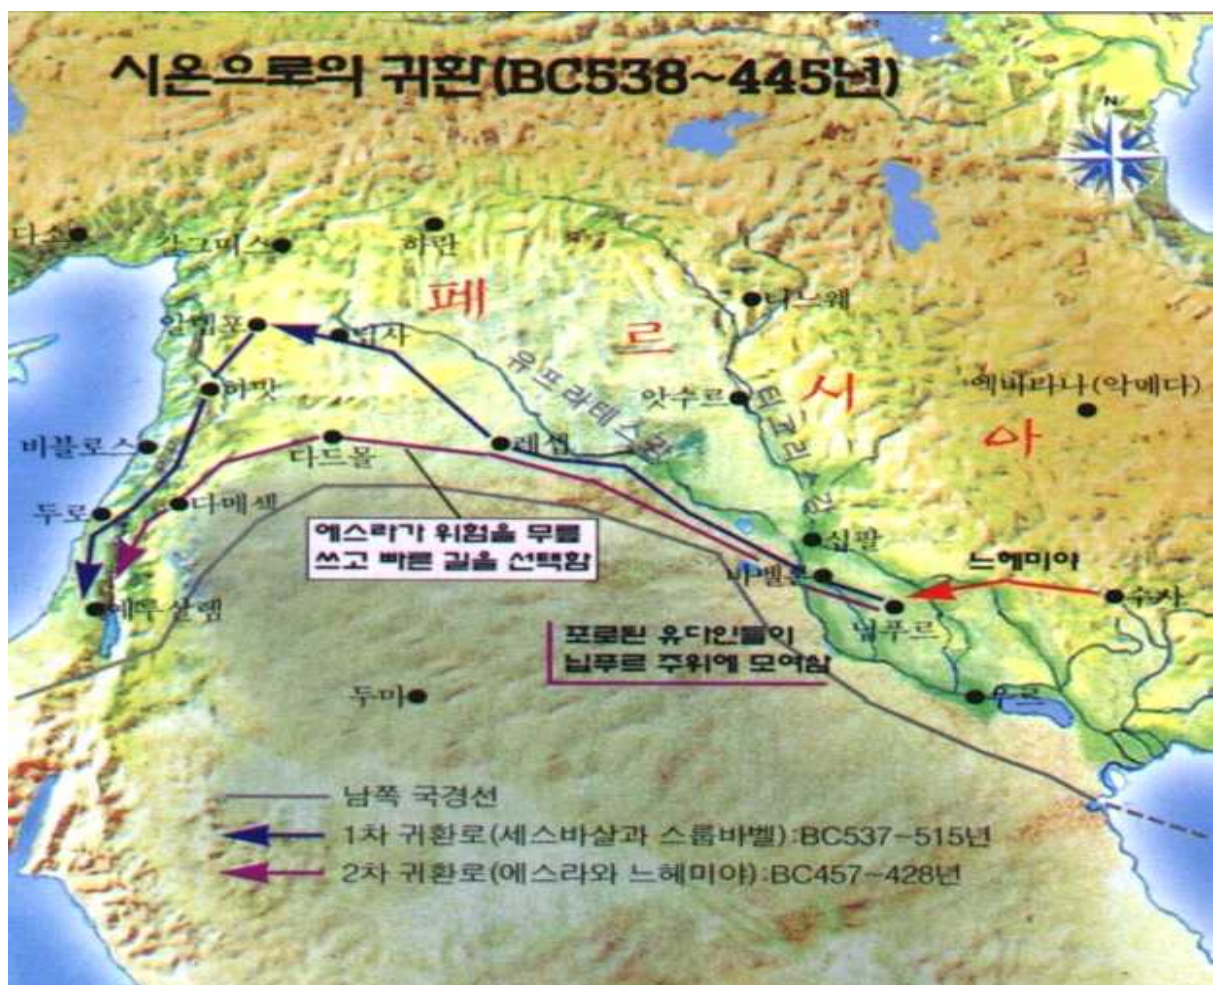 시온으로의 귀환(BC538~445년)
N
다소
갈그미스
하란
페
르
시
아
니느웨
알렙포
딥사
유프라테스강
하맛
앗수르
티그리스강
에바타나(악메다)
비블로스
다드몰
레셉
두로
다메섹
에스라가 위험을 무릅
쓰고 빠른 길을 선택함
십팔
느헤미야
바벨론
예루살렘
닙푸르
수사
포로된 유다인들이
닙푸르 주위에 모여삶
두마
우르
남쪽 국경선
1차 귀환로(세스바살과 스룹바벨):BC537~515년
2차 귀환로(에스라와 느헤미야):BC457~428년